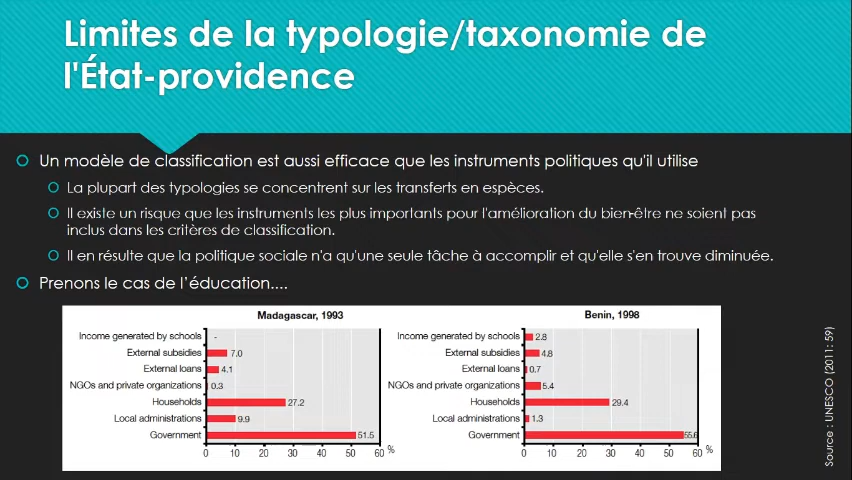 Limites de la typologie/taxonomie de
l'État-providence
Un modèle de classification est aussi efficace que les instruments politiques qu'il utilise
La plupart des typologies se concentrent sur les transferts en espèces.
Il existe un risque que les instruments les plus importants pour l'amélioration du bien-être ne soient pas
inclus dans les critères de classification.
Il en résulte que la politique sociale n'a qu'une seule tâche à accomplir et qu'elle s'en trouve diminuée.
Prenons le cas de l'éducation....
Madagascar, 1993
Income generated by schools -
External subsidies 7.0
External loans 4.1
NGOs and private organizations 0.3
Households 27.2
Local administrations 9.9
Government 51.5
0 10 20 30 40 50 60 %
Benin, 1998
Income generated by schools 2.8
External subsidies 4.8
External loans 0.7
NGOs and private organizations 5.4
Households 29.4
Local administrations 1.3
Government 55.6
0 10 20 30 40 50 60 %
Source : UNESCO (2011: 59)